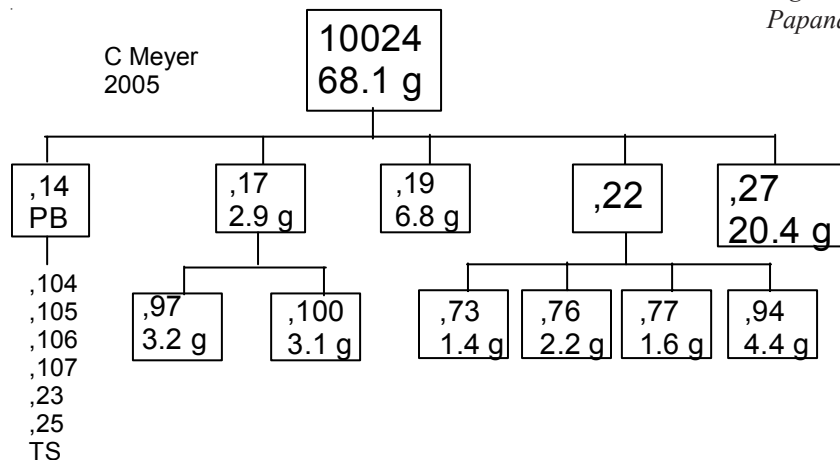 Papana
C Meyer
2005
10024
68.1 g
,14
PB
,17
2.9 g
,19
6.8 g
,22
,27
20.4 g
,104
,105
,106
,107
,23
,25
TS
,97
3.2 g
,100
3.1 g
,73
1.4 g
,76
2.2 g
,77
1.6 g
,94
4.4 g